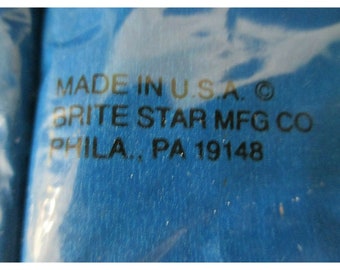 MADE IN U.S.A. ©
BRITE STAR MFG CO
PHILA., PA 19148